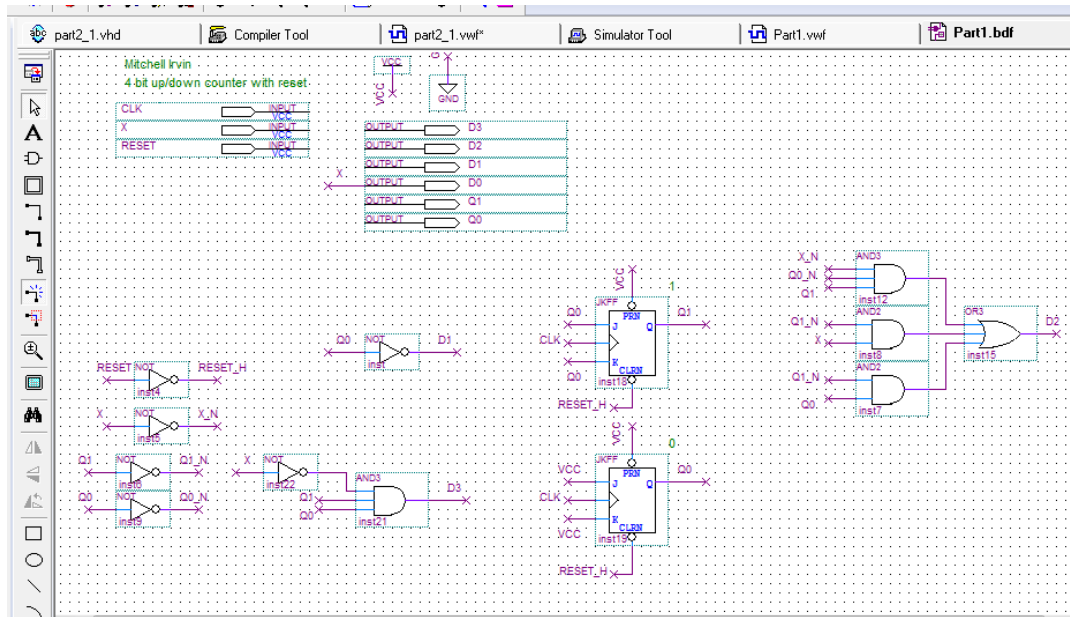 part2_1.vhd
Compiler Tool
part2_1.vwf*
Simulator Tool
Part1.vwf
Part1.bdf
Mitchell Irvin
4-bit up/down counter with reset
CLK INPUT VCC
X INPUT VCC
RESET INPUT VCC
VCC
VCC
G
GND
OUTPUT D3
OUTPUT D2
OUTPUT D1
X OUTPUT D0
OUTPUT Q1
OUTPUT Q0
RESET NOT RESET_H
inst4
X NOT X_N
inst5
Q1 NOT Q1_N
inst6
Q0 NOT Q0_N
inst9
Q0 NOT D1
inst
X NOT
inst22
AND3
Q1
Q0
D3
inst21
VCC
1
JKFF
PRN
Q0 J Q Q1
CLK
K
CLRN
Q0
inst18
RESET_H
VCC
0
JKFF
PRN
VCC J Q Q0
CLK
K
CLRN
VCC
inst19
RESET_H
X_N AND3
Q0_N
Q1
inst12
Q1_N AND2
X
inst8
AND2
Q1_N
Q0
inst7
OR3
D2
inst15